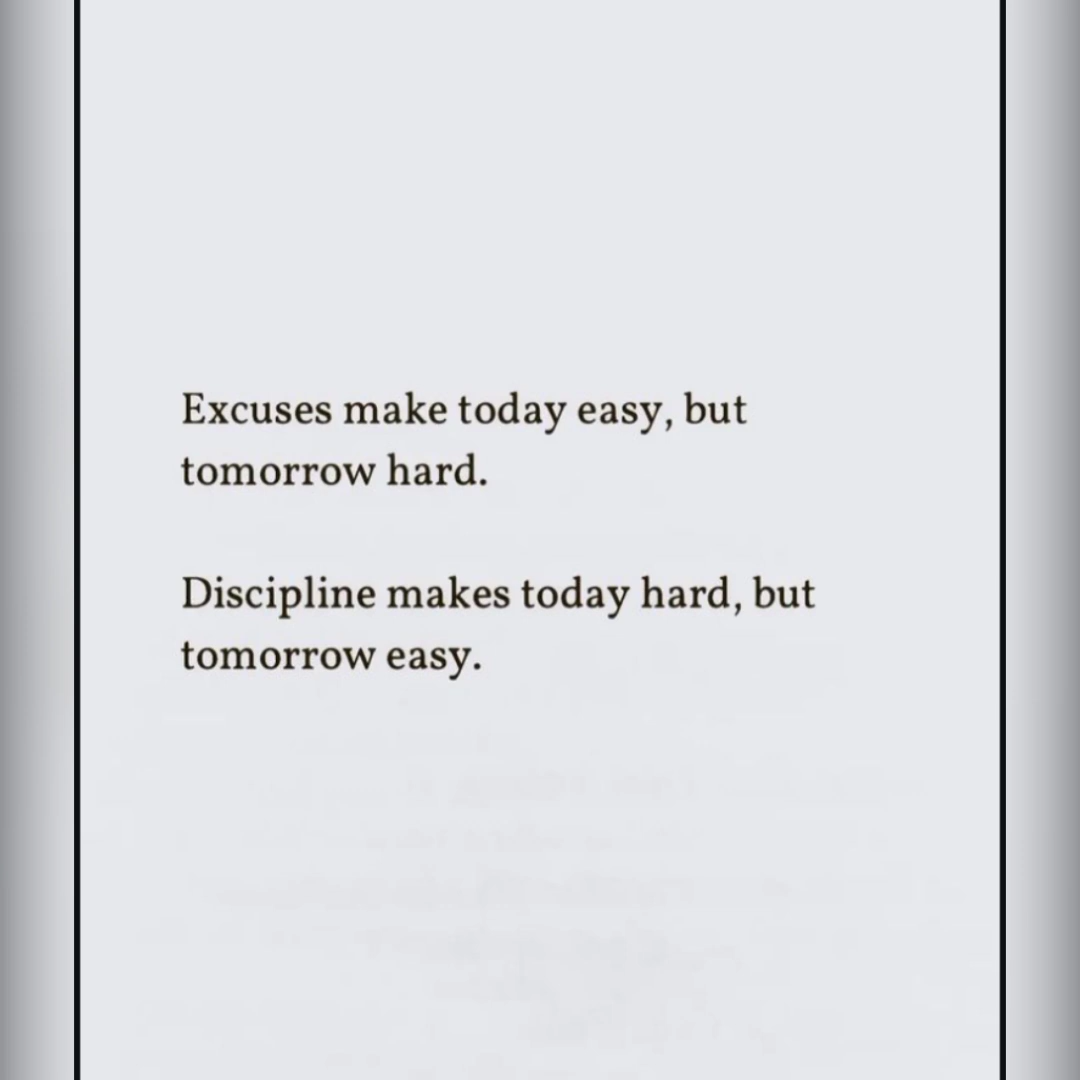 Excuses make today easy, but
tomorrow hard.
Discipline makes today hard, but
tomorrow easy.